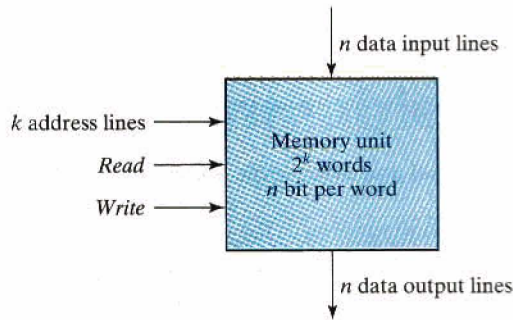 n data input lines
k address lines
Read
Write
Memory unit
2^k words
n bit per word
n data output lines